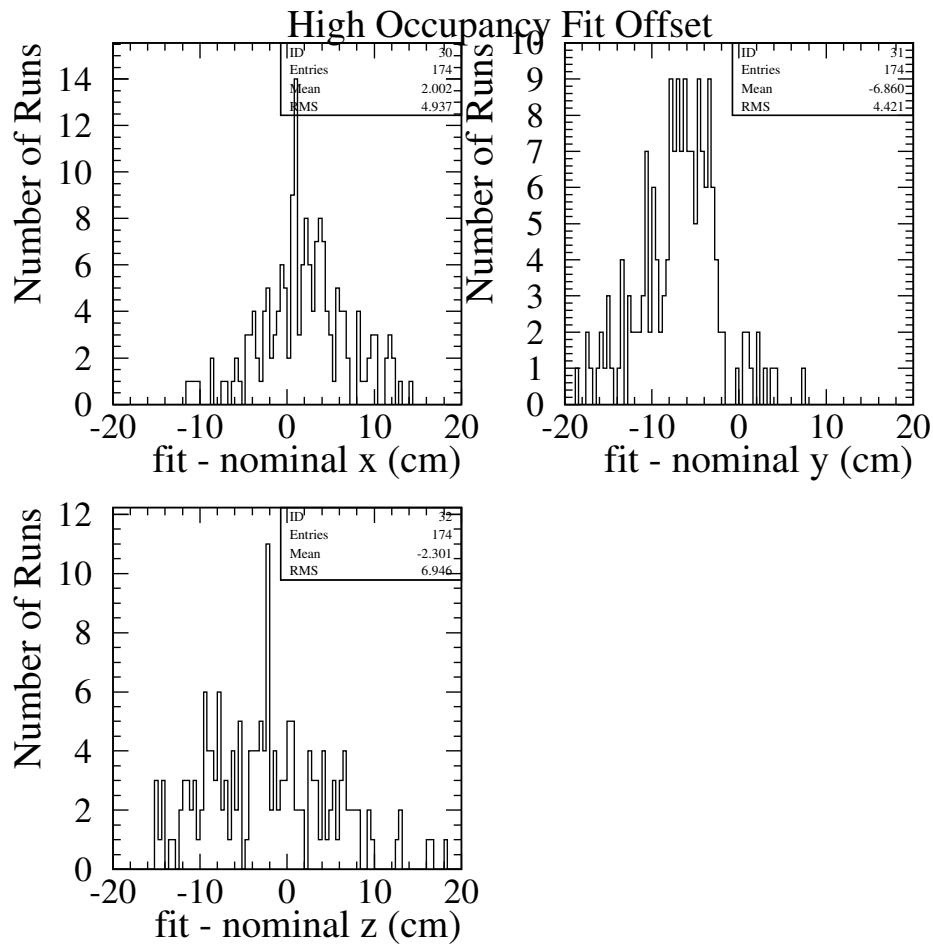 High Occupancy Fit Offset
ID 30
Entries 174
Mean 2.002
RMS 4.937
Number of Runs
14
12
10
8
6
4
2
0
-20 -10 0 10 20
fit - nominal x (cm)
ID 31
Entries 174
Mean -6.860
RMS 4.421
Number of Runs
10
9
8
7
6
5
4
3
2
1
0
-20 -10 0 10 20
fit - nominal y (cm)
ID 32
Entries 174
Mean -2.301
RMS 6.946
Number of Runs
12
10
8
6
4
2
0
-20 -10 0 10 20
fit - nominal z (cm)